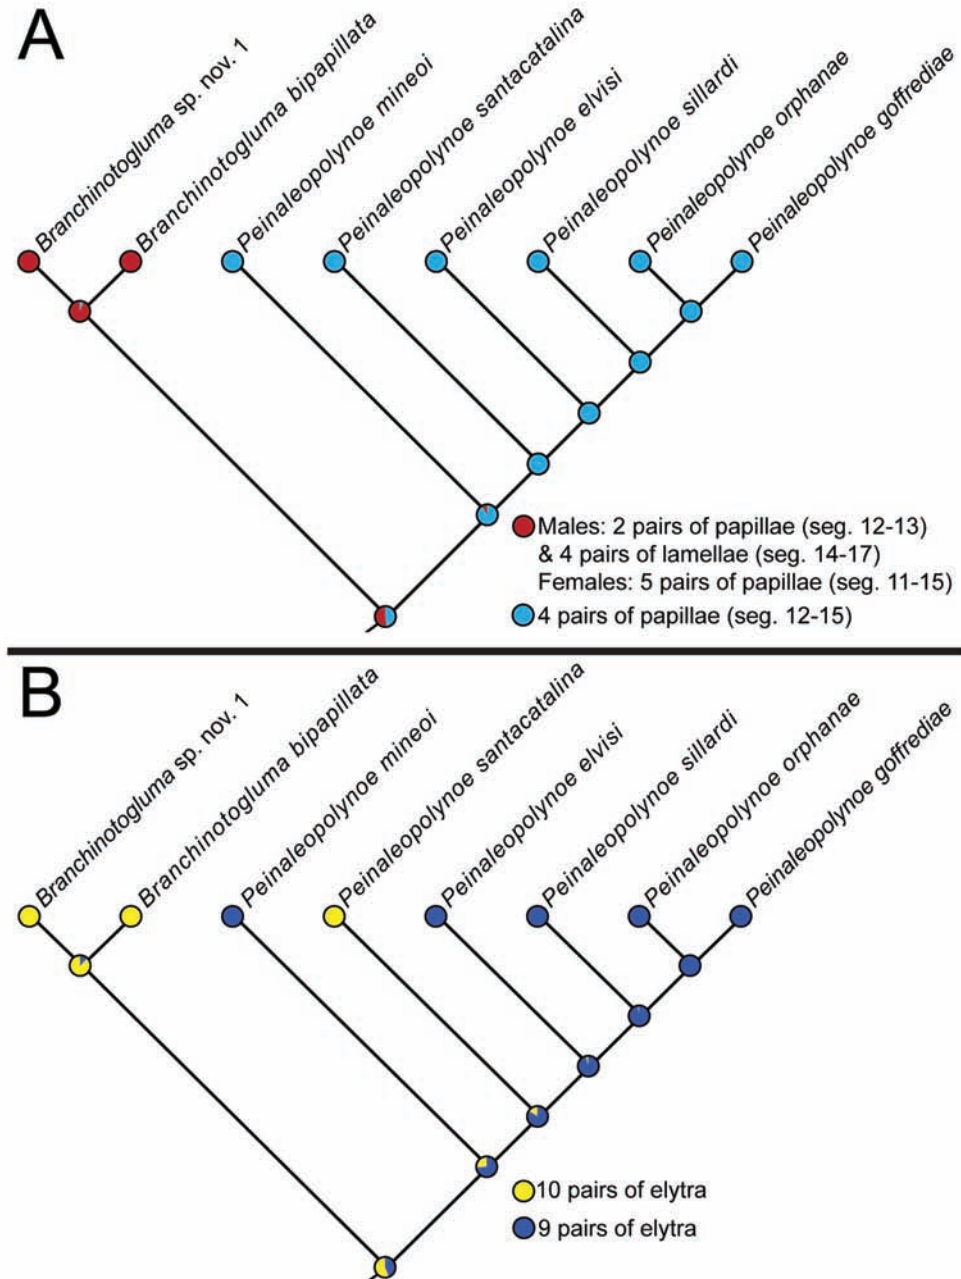 A
Branchinotogluma sp. nov. 1
Branchinotogluma bipapillata
Peinaleopolynoe mineoi
Peinaleopolynoe santacatalina
Peinaleopolynoe elvisi
Peinaleopolynoe sillardi
Peinaleopolynoe orphanae
Peinaleopolynoe goffrediae
Males: 2 pairs of papillae (seg. 12-13)
& 4 pairs of lamellae (seg. 14-17)
Females: 5 pairs of papillae (seg. 11-15)
4 pairs of papillae (seg. 12-15)
B
Branchinotogluma sp. nov. 1
Branchinotogluma bipapillata
Peinaleopolynoe mineoi
Peinaleopolynoe santacatalina
Peinaleopolynoe elvisi
Peinaleopolynoe sillardi
Peinaleopolynoe orphanae
Peinaleopolynoe goffrediae
10 pairs of elytra
9 pairs of elytra